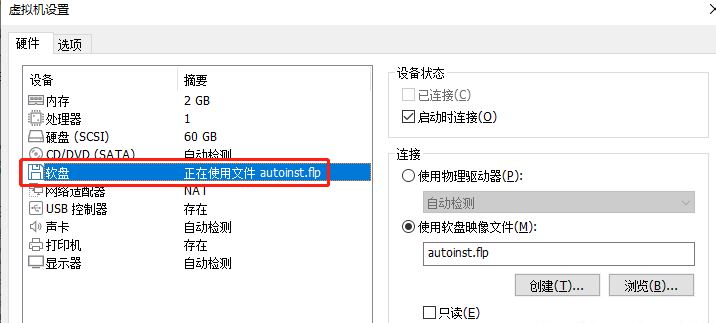 虚拟机设置
硬件 选项
设备 摘要
内存 2 GB
处理器 1
硬盘 (SCSI) 60 GB
CD/DVD (SATA) 自动检测
软盘 正在使用文件 autoinst.flp
网络适配器 NAT
USB 控制器 存在
声卡 自动检测
打印机 存在
显示器 自动检测
设备状态
已连接(C)
启动时连接(O)
连接
使用物理驱动器(P):
自动检测
使用软盘映像文件(M):
autoinst.flp
创建(T)... 浏览(B)...
只读(E)